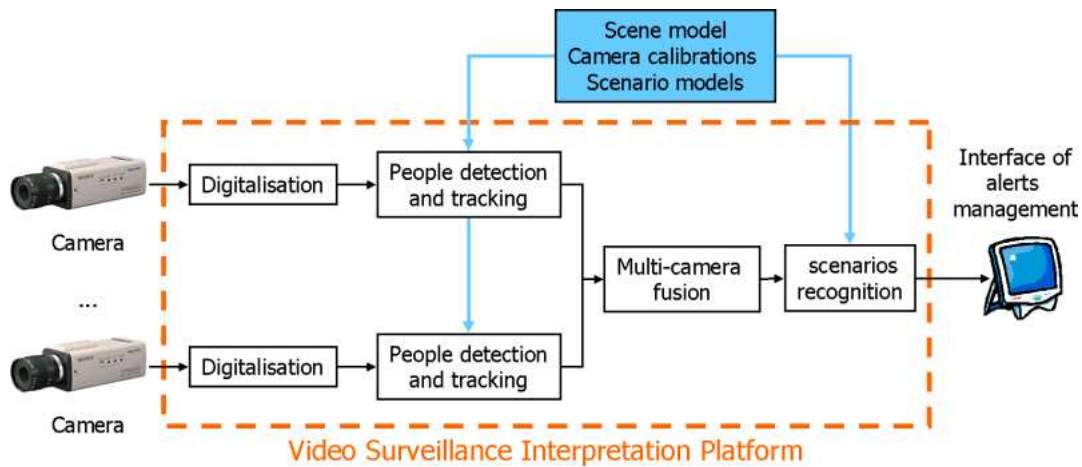 Scene model
Camera calibrations
Scenario models
Digitalisation
People detection
and tracking
Camera
...
Multi-camera
fusion
scenarios
recognition
Interface of
alerts
management
Digitalisation
People detection
and tracking
Camera
Video Surveillance Interpretation Platform